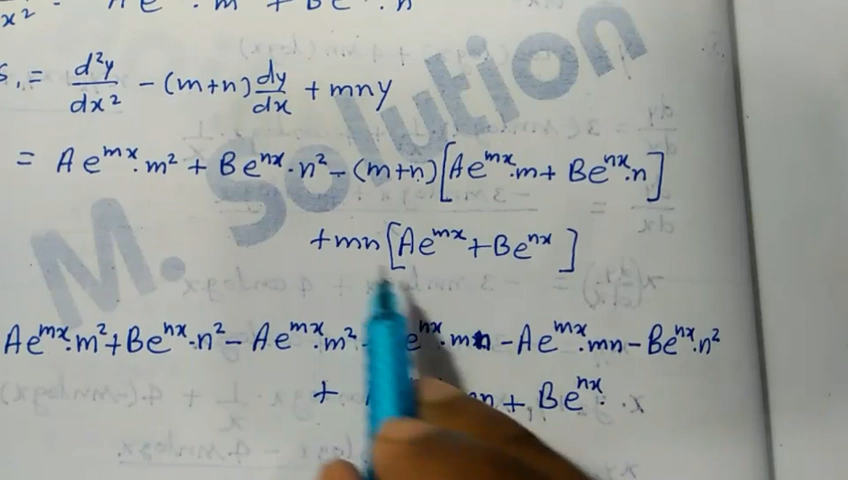 x² Ae . m + Be . n
S. = d²y/dx² - (m+n) dy/dx + mny
= Ae^mx.m² + Be^nx.n² - (m+n)[Ae^mx.m + Be^nx.n]
+mn[Ae^mx + Be^nx]
Ae^mx.m² + Be^nx.n² - Ae^mx.m² e^nx.mn - Ae^mx.mn - Be^nx.n²
+ n + Be^nx.
M. Solution